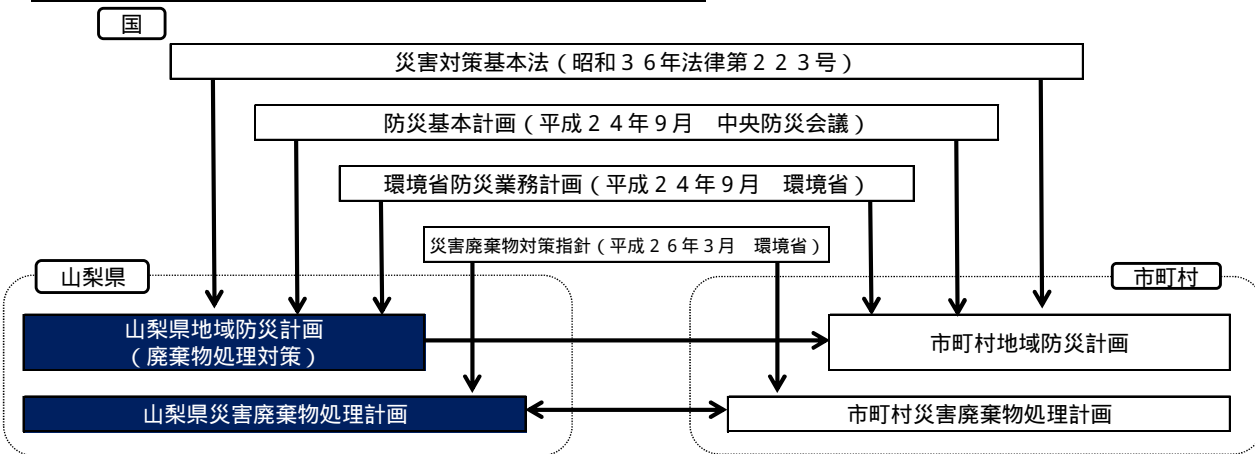 国
災害対策基本法(昭和36年法律第223号)
防災基本計画(平成24年9月 中央防災会議)
環境省防災業務計画(平成24年9月 環境省)
災害廃棄物対策指針(平成26年3月 環境省)
山梨県
市町村
山梨県地域防災計画
(廃棄物処理対策)
市町村地域防災計画
山梨県災害廃棄物処理計画
市町村災害廃棄物処理計画